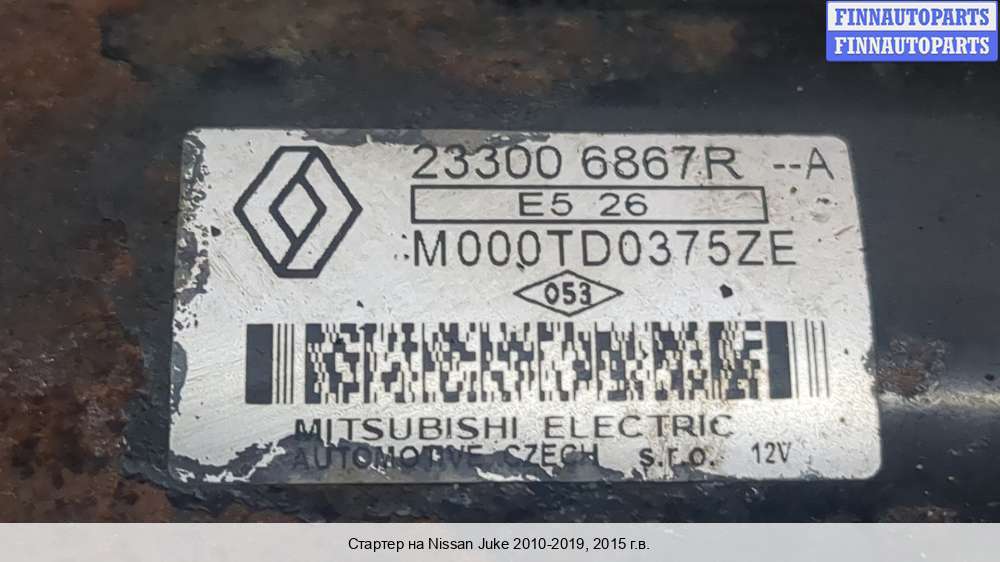 FINNAUTOPARTS
FINNAUTOPARTS
23300 6867R --A
E5 26
M000TD0375ZE
053
MITSUBISHI ELECTRIC
AUTOMOTIVE CZECH s.r.o. 12V
Стартер на Nissan Juke 2010-2019, 2015 г.в.